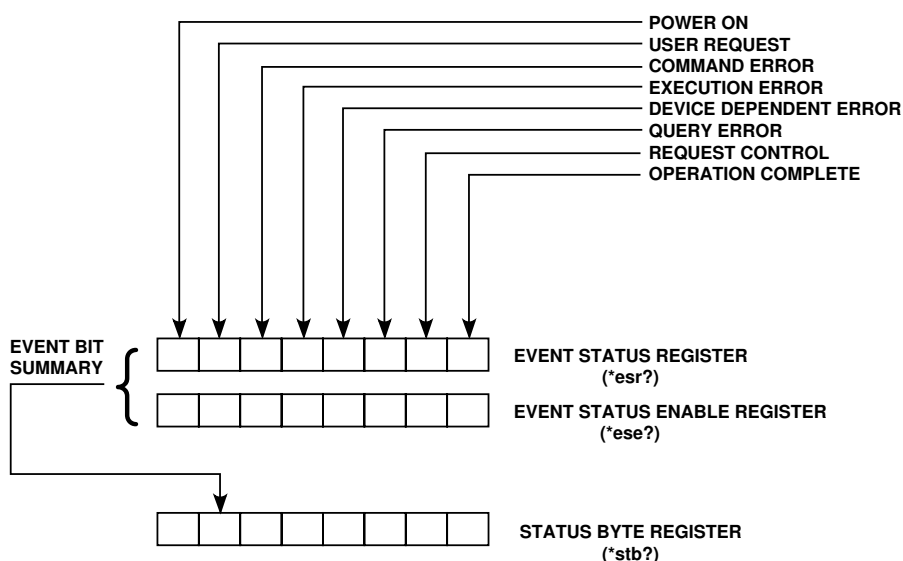 POWER ON
USER REQUEST
COMMAND ERROR
EXECUTION ERROR
DEVICE DEPENDENT ERROR
QUERY ERROR
REQUEST CONTROL
OPERATION COMPLETE
EVENT BIT
SUMMARY
EVENT STATUS REGISTER
(*esr?)
EVENT STATUS ENABLE REGISTER
(*ese?)
STATUS BYTE REGISTER
(*stb?)